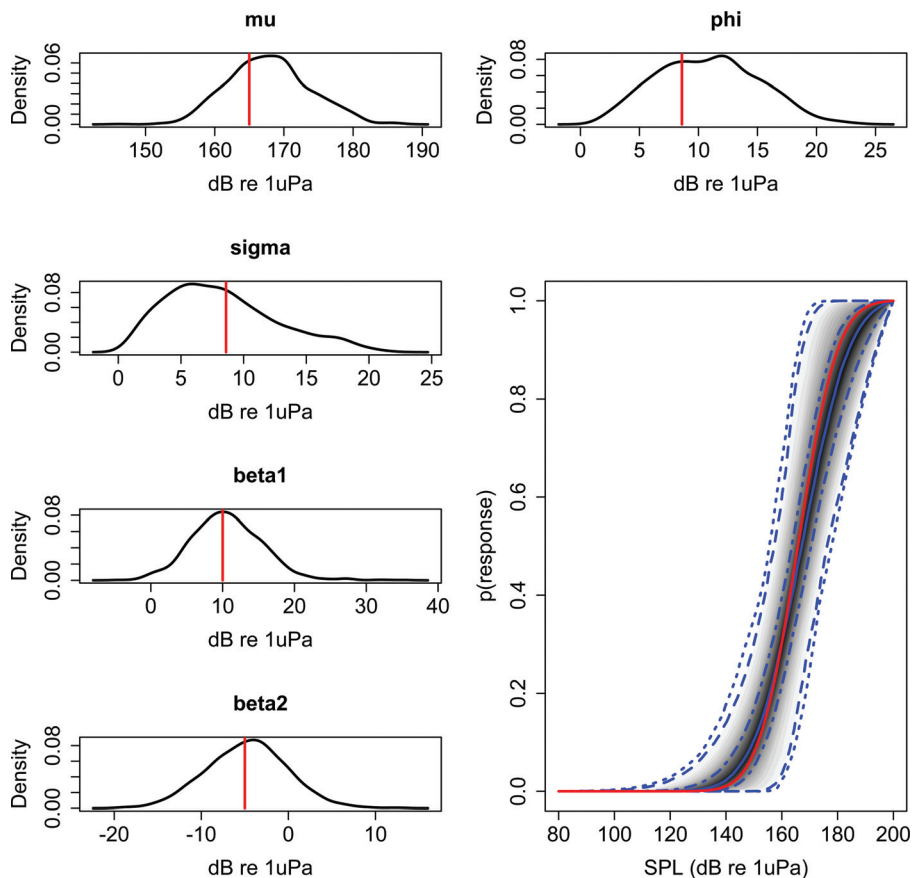 mu
Density
0.00 0.06
150 160 170 180 190
dB re 1uPa
phi
Density
0.00 0.08
0 5 10 15 20 25
dB re 1uPa
sigma
Density
0.00 0.08
0 5 10 15 20 25
dB re 1uPa
beta1
Density
0.00 0.08
0 10 20 30 40
dB re 1uPa
beta2
Density
0.00 0.08
-20 -10 0 10
dB re 1uPa
p(response)
0.0 0.2 0.4 0.6 0.8 1.0
80 100 120 140 160 180 200
SPL (dB re 1uPa)